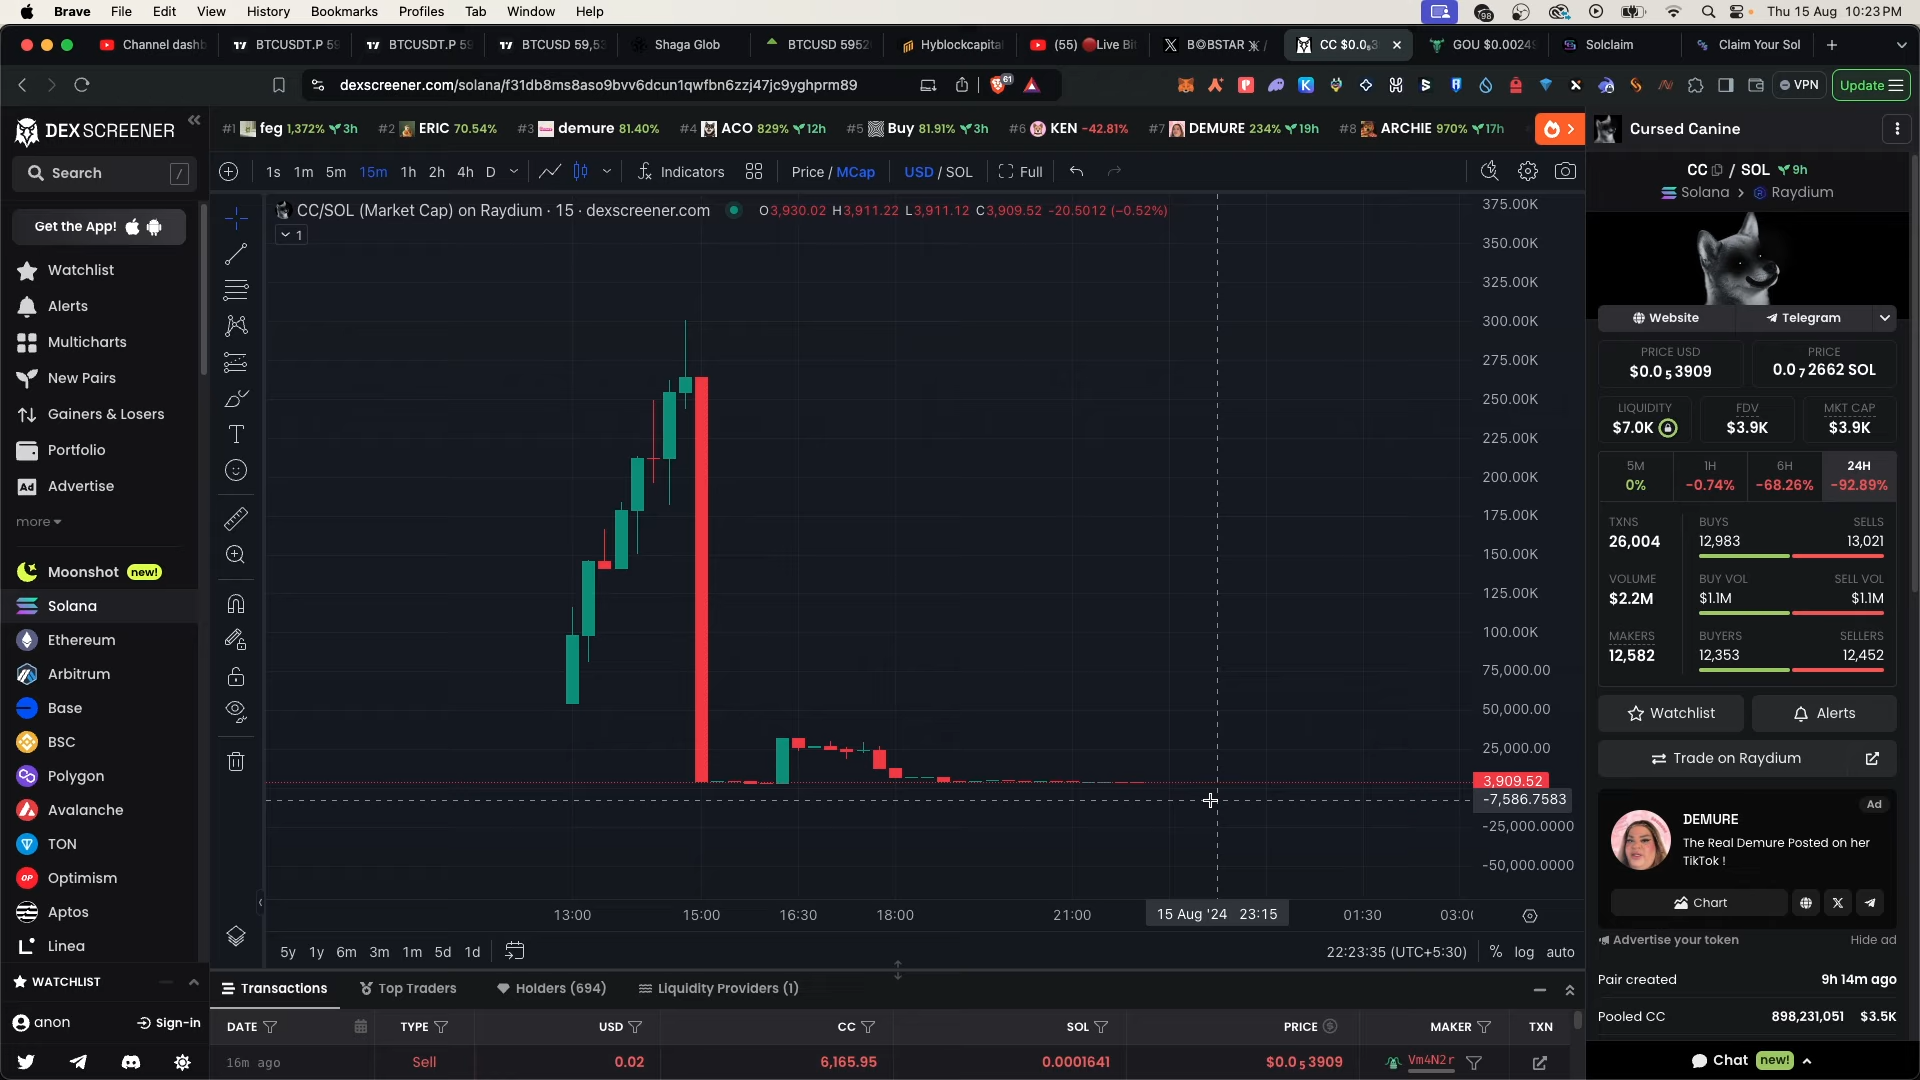 Brave File Edit View History Bookmarks Profiles Tab Window Help
98
Thu 15 Aug 10:23 PM
Channel dashb
BTCUSDT.P 59
BTCUSDT.P 59
BTCUSD 59,53
Shaga Glob
BTCUSD 5952
Hyblockcapital
(55) 🔴Live Bit
CC $0.0₅3
GOU $0.00249
Solclaim
Claim Your Sol
dexscreener.com/solana/f31db8ms8aso9bvv6dcun1qwfbn6zzj47jc9yghprm89
61
VPN
Update
DEX SCREENER
#1 feg 1,372% 3h
#2 ERIC 70.54%
#3 demure 81.40%
#4 ACO 829% 12h
#5 Buy 81.91% 3h
#6 KEN -42.81%
#7 DEMURE 234% 19h
#8 ARCHIE 970% 17h
Cursed Canine
Search /
Get the App!
Watchlist
Alerts
Multicharts
New Pairs
Gainers & Losers
Portfolio
Ad Advertise
more
Moonshot new!
Solana
Ethereum
Arbitrum
Base
BSC
Polygon
Avalanche
TON
OP Optimism
Aptos
Linea
WATCHLIST
anon Sign-in
1s 1m 5m 15m 1h 2h 4h D
Indicators
Price / MCap
USD / SOL
Full
CC/SOL (Market Cap) on Raydium · 15 · dexscreener.com
O3,930.02 H3,911.22 L3,911.12 C3,909.52 -20.5012 (−0.52%)
1
375.00K
350.00K
325.00K
300.00K
275.00K
250.00K
225.00K
200.00K
175.00K
150.00K
125.00K
100.00K
75,000.00
50,000.00
25,000.00
3,909.52
-7,586.7583
-25,000.0000
-50,000.0000
13:00 15:00 16:30 18:00 21:00 15 Aug '24 23:15 01:30 03:00
5y 1y 6m 3m 1m 5d 1d
22:23:35 (UTC+5:30) % log auto
Transactions
Top Traders
Holders (694)
Liquidity Providers (1)
DATE TYPE USD CC SOL PRICE MAKER TXN
16m ago Sell 0.02 6,165.95 0.0001641 $0.0₅3909 Vm4N2r
CC / SOL 9h
Solana > Raydium
Website
Telegram
PRICE USD
$0.0₅3909
PRICE
0.0₇2662 SOL
LIQUIDITY
$7.0K
FDV
$3.9K
MKT CAP
$3.9K
5M
0%
1H
-0.74%
6H
-68.26%
24H
-92.89%
TXNS
26,004
BUYS
12,983
SELLS
13,021
VOLUME
$2.2M
BUY VOL
$1.1M
SELL VOL
$1.1M
MAKERS
12,582
BUYERS
12,353
SELLERS
12,452
Watchlist
Alerts
Trade on Raydium
Ad
DEMURE
The Real Demure Posted on her
TikTok !
Chart
Advertise your token
Hide ad
Pair created 9h 14m ago
Pooled CC 898,231,051 $3.5K
Chat new!